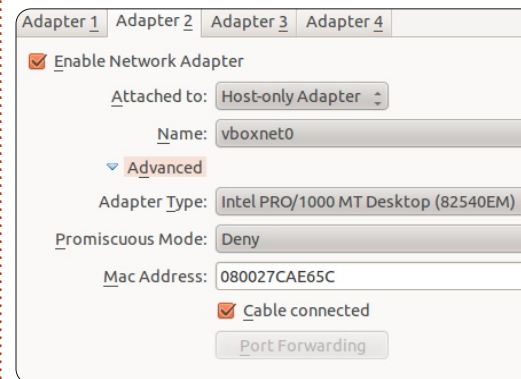 Adapter 1 Adapter 2 Adapter 3 Adapter 4
Enable Network Adapter
Attached to: Host-only Adapter
Name: vboxnet0
Advanced
Adapter Type: Intel PRO/1000 MT Desktop (82540EM)
Promiscuous Mode: Deny
Mac Address: 080027CAE65C
Cable connected
Port Forwarding